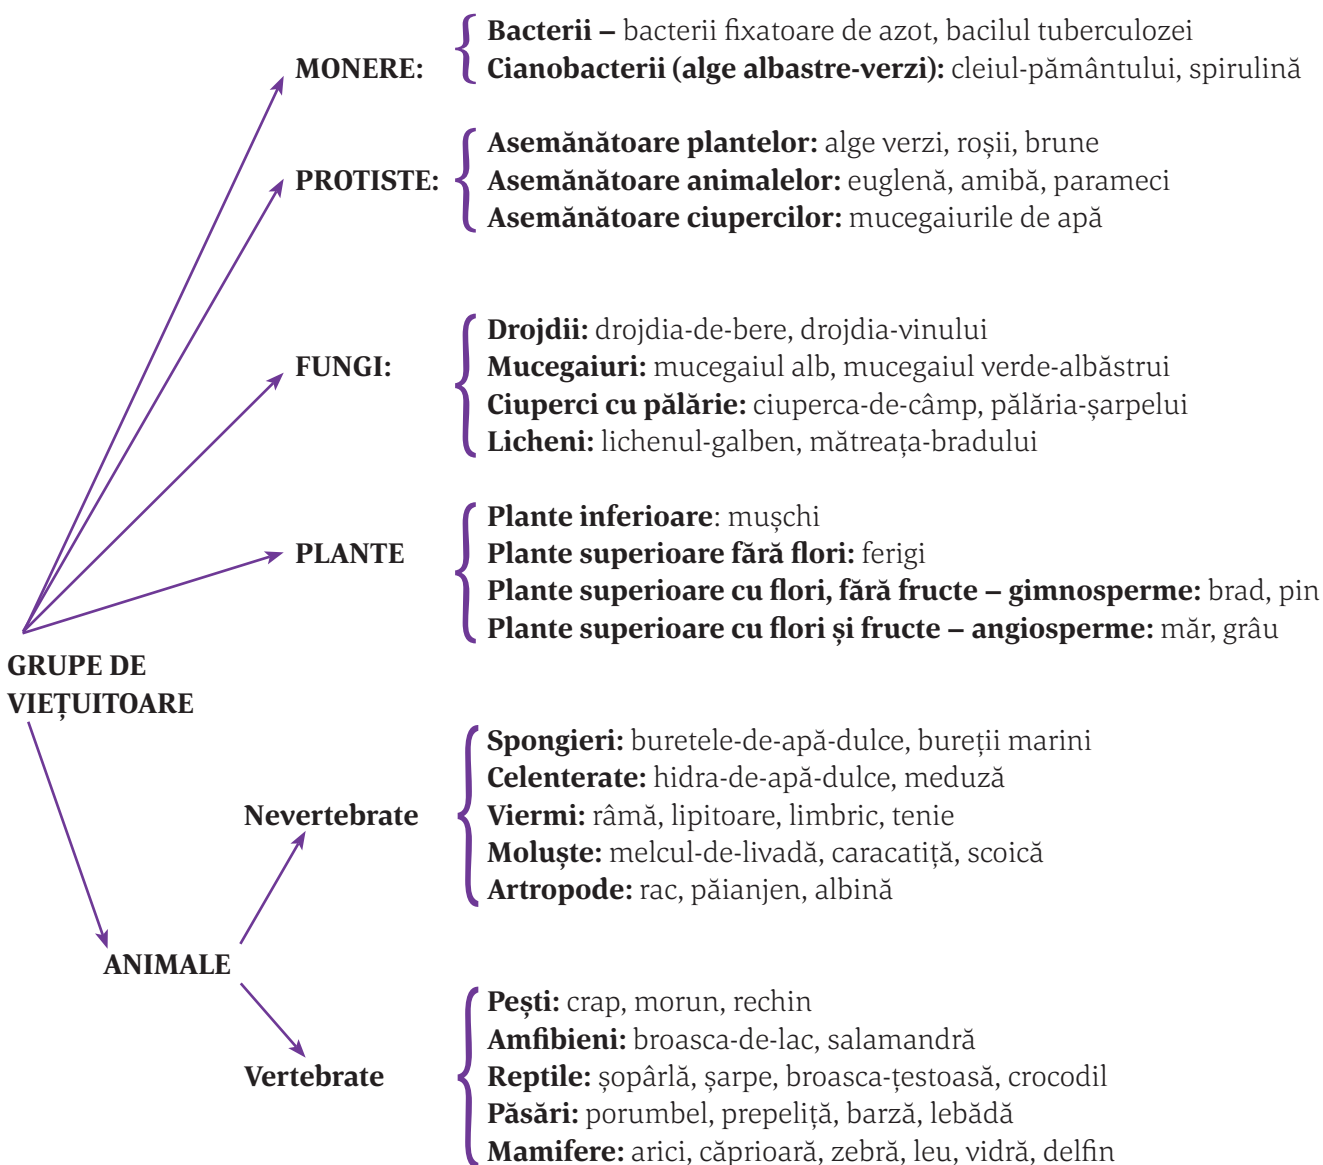 Bacterii – bacterii fixatoare de azot, bacilul tuberculozei
MONERE:
Cianobacterii (alge albastre-verzi): cleiul-pământului, spirulină
Asemănătoare plantelor: alge verzi, roșii, brune
PROTISTE:
Asemănătoare animalelor: euglenă, amibă, parameci
Asemănătoare ciupercilor: mucegaiurile de apă
Drojdii: drojdia-de-bere, drojdia-vinului
FUNGI:
Mucegaiuri: mucegaiul alb, mucegaiul verde-albăstrui
Ciuperci cu pălărie: ciuperca-de-câmp, pălăria-șarpelui
Licheni: lichenul-galben, mătreața-bradului
Plante inferioare: mușchi
PLANTE
Plante superioare fără flori: ferigi
Plante superioare cu flori, fără fructe – gimnosperme: brad, pin
Plante superioare cu flori și fructe – angiosperme: măr, grâu
GRUPE DE
VIEȚUITOARE
Spongieri: buretele-de-apă-dulce, bureții marini
Celenterate: hidra-de-apă-dulce, meduză
Nevertebrate
Viermi: râmă, lipitoare, limbric, tenie
Moluște: melcul-de-livadă, caracatiță, scoică
Artropode: rac, păianjen, albină
ANIMALE
Pești: crap, morun, rechin
Amfibieni: broasca-de-lac, salamandră
Vertebrate
Reptile: șopârlă, șarpe, broasca-țestoasă, crocodil
Păsări: porumbel, prepeliță, barză, lebădă
Mamifere: arici, căprioară, zebră, leu, vidră, delfin